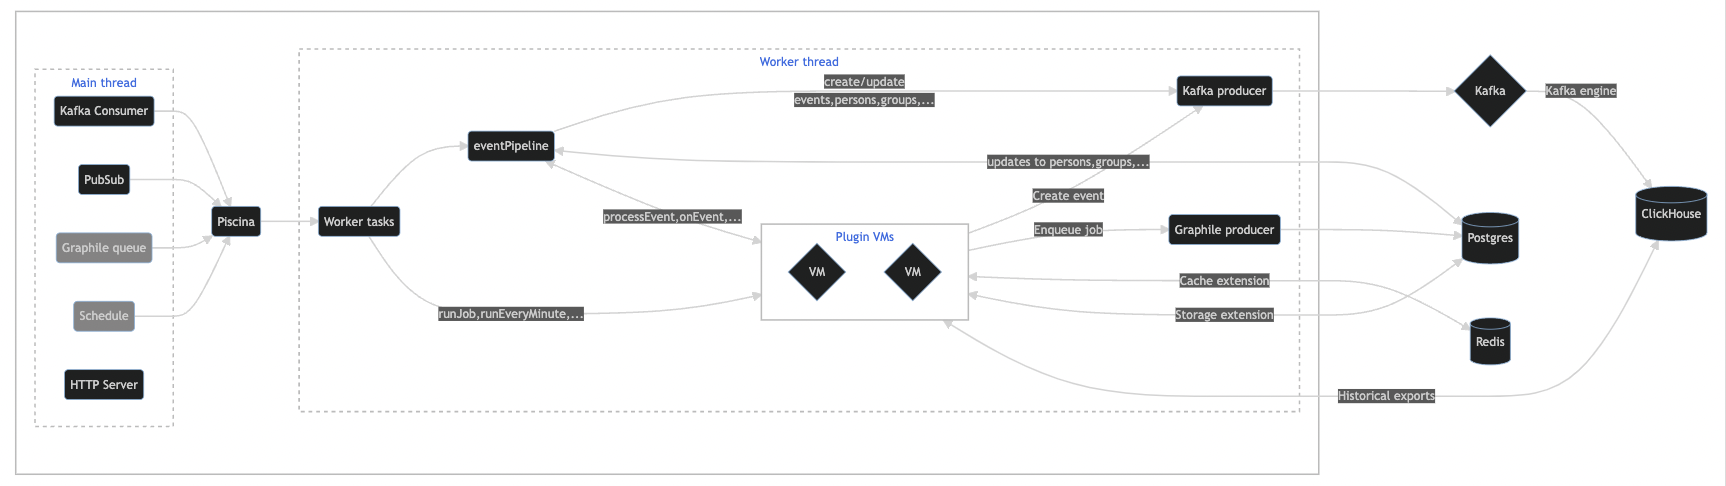 Main thread
Kafka Consumer
PubSub
Graphile queue
Schedule
HTTP Server
Piscina
Worker thread
Worker tasks
eventPipeline
create/update
events,persons,groups,...
updates to persons,groups,...
processEvent,onEvent,...
runJob,runEveryMinute,...
Plugin VMs
VM
VM
Create event
Enqueue job
Kafka producer
Graphile producer
Cache extension
Storage extension
Historical exports
Kafka
Kafka engine
Postgres
Redis
ClickHouse